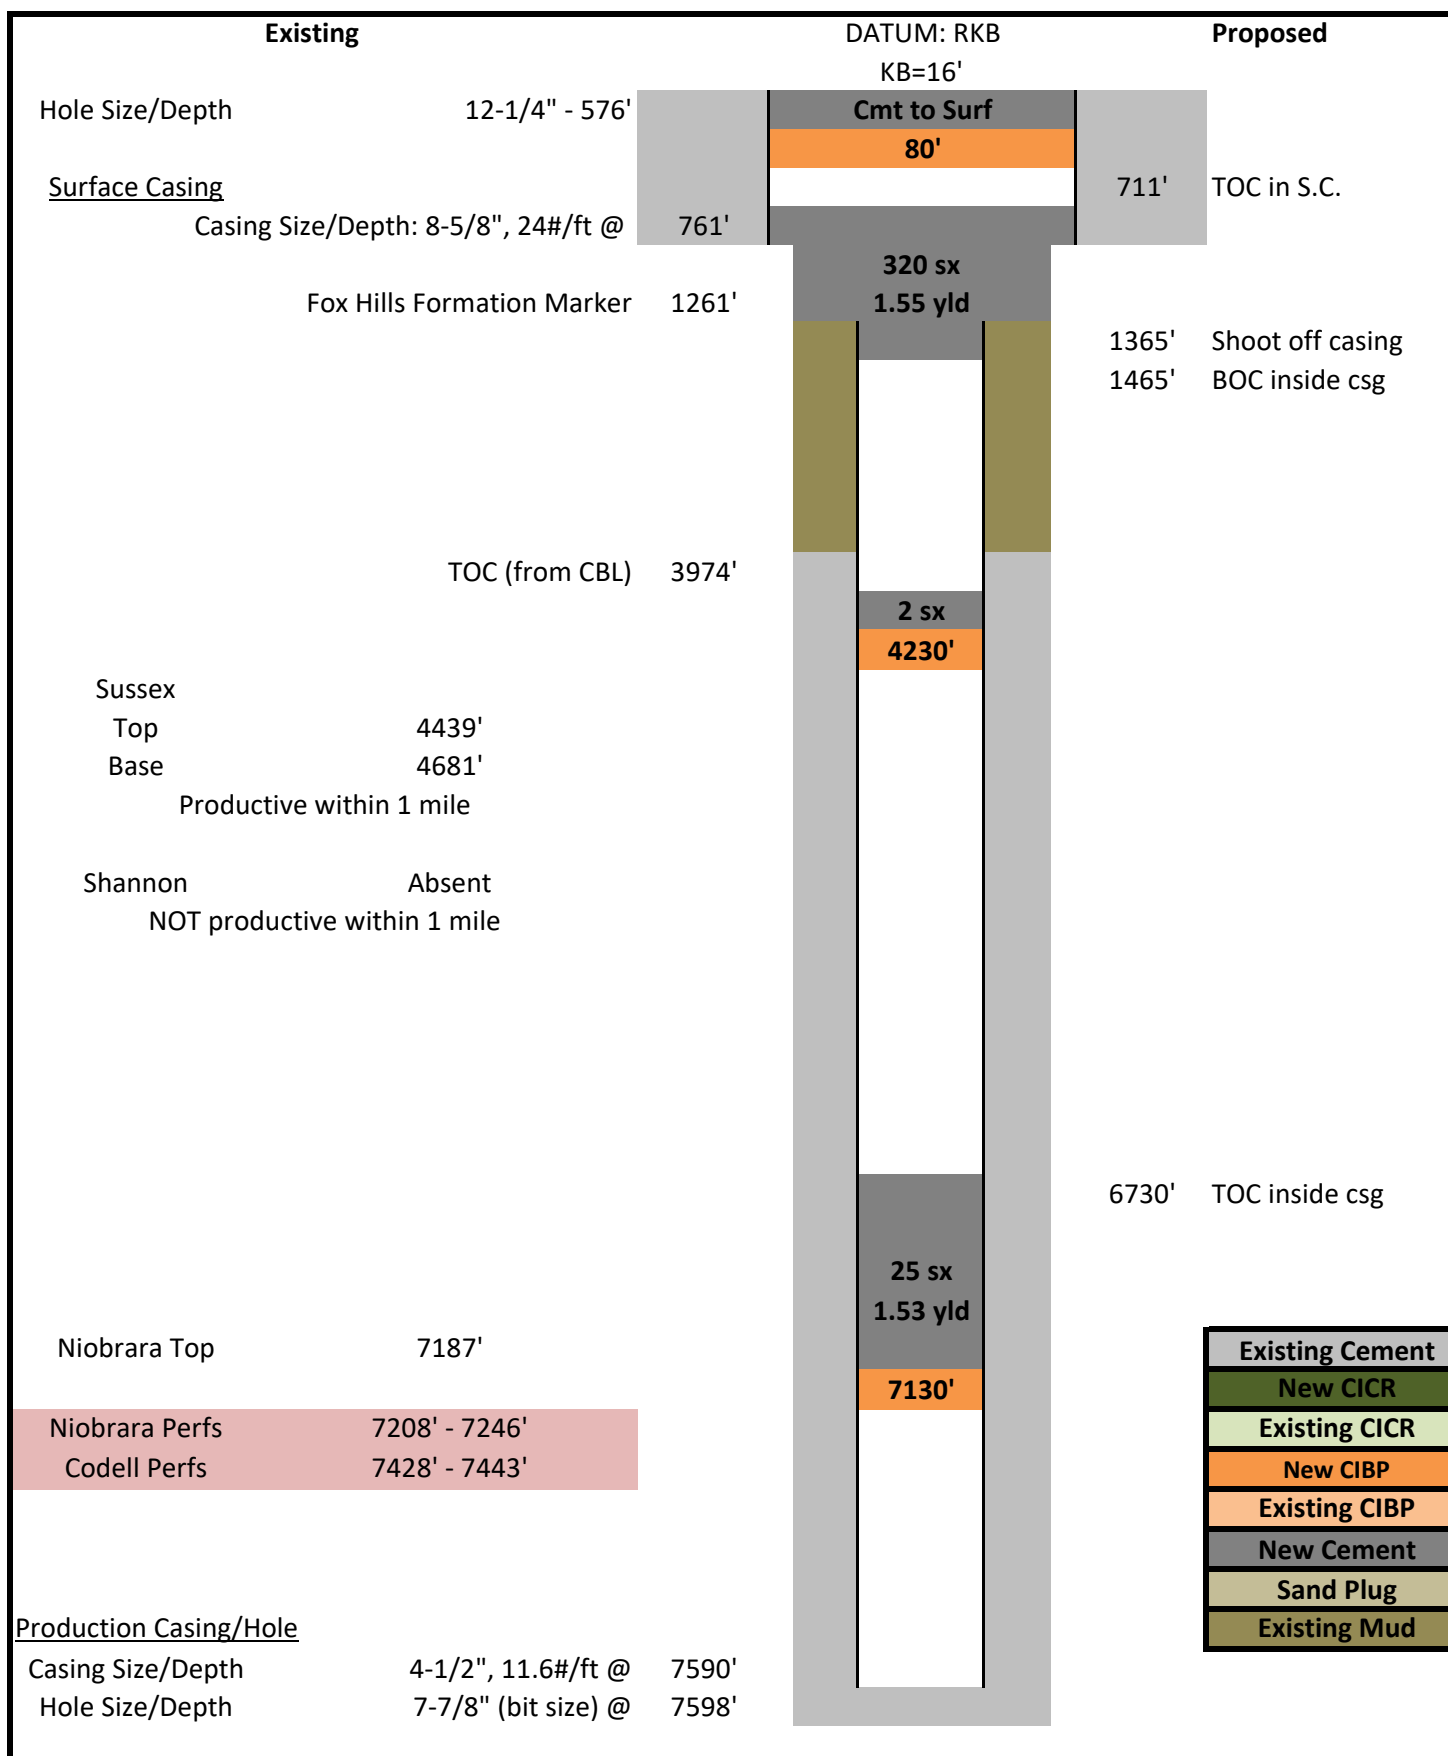 Existing DATUM: RKB Proposed
KB=16'
Hole Size/Depth 12-1/4" - 576' Cmt to Surf
80'
Surface Casing 711' TOC in S.C.
Casing Size/Depth: 8-5/8", 24#/ft @ 761'
320 sx
Fox Hills Formation Marker 1261' 1.55 yld
1365' Shoot off casing
1465' BOC inside csg
TOC (from CBL) 3974'
2 sx
4230'
Sussex
Top 4439'
Base 4681'
Productive within 1 mile
Shannon Absent
NOT productive within 1 mile
6730' TOC inside csg
25 sx
1.53 yld
Niobrara Top 7187' Existing Cement
7130' New CICR
Niobrara Perfs 7208' - 7246' Existing CICR
Codell Perfs 7428' - 7443' New CIBP
Existing CIBP
New Cement
Sand Plug
Production Casing/Hole Existing Mud
Casing Size/Depth 4-1/2", 11.6#/ft @ 7590'
Hole Size/Depth 7-7/8" (bit size) @ 7598'